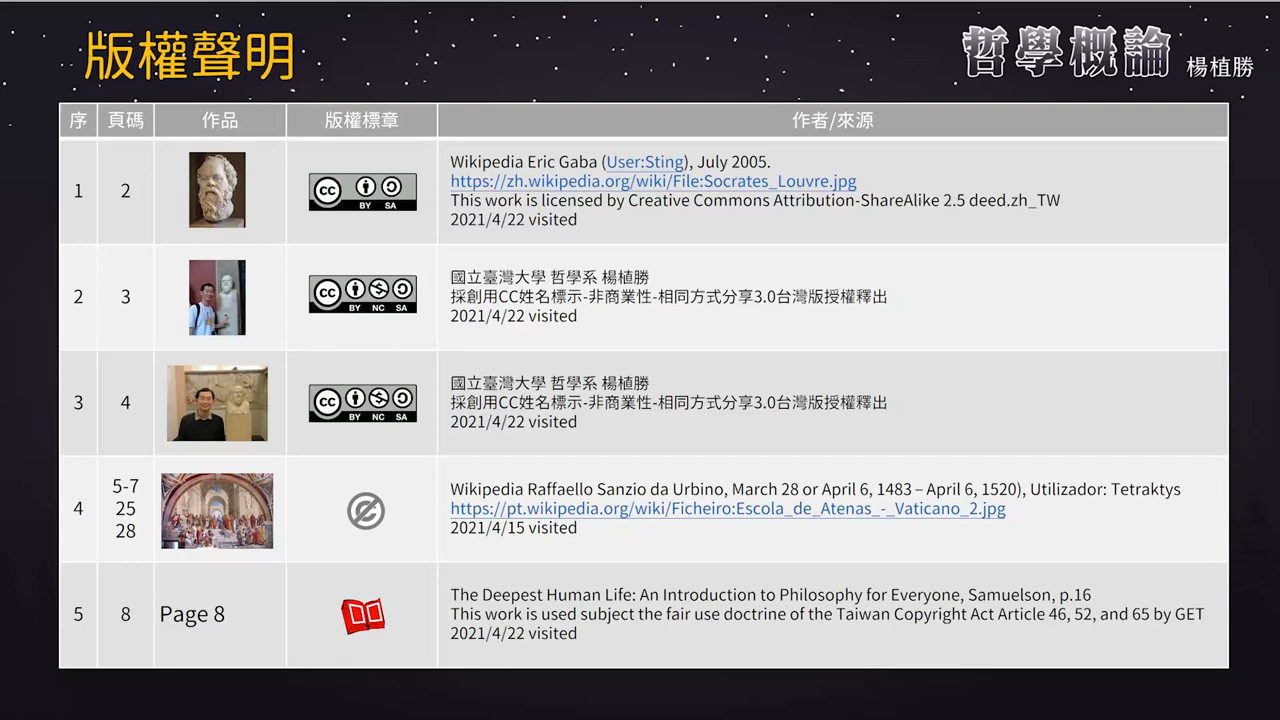 版權聲明
哲學概論 楊植勝
序 頁碼 作品 版權標章 作者/來源
1 2 cc BY SA
Wikipedia Eric Gaba (User:Sting), July 2005.
https://zh.wikipedia.org/wiki/File:Socrates_Louvre.jpg
This work is licensed by Creative Commons Attribution-ShareAlike 2.5 deed.zh_TW
2021/4/22 visited
2 3 cc BY NC SA
國立臺灣大學 哲學系 楊植勝
採創用CC姓名標示-非商業性-相同方式分享3.0台灣版授權釋出
2021/4/22 visited
3 4 cc BY NC SA
國立臺灣大學 哲學系 楊植勝
採創用CC姓名標示-非商業性-相同方式分享3.0台灣版授權釋出
2021/4/22 visited
4
5-7
25
28
Wikipedia Raffaello Sanzio da Urbino, March 28 or April 6, 1483 – April 6, 1520), Utilizador: Tetraktys
https://pt.wikipedia.org/wiki/Ficheiro:Escola_de_Atenas_-_Vaticano_2.jpg
2021/4/15 visited
5 8 Page 8
The Deepest Human Life: An Introduction to Philosophy for Everyone, Samuelson, p.16
This work is used subject the fair use doctrine of the Taiwan Copyright Act Article 46, 52, and 65 by GET
2021/4/22 visited